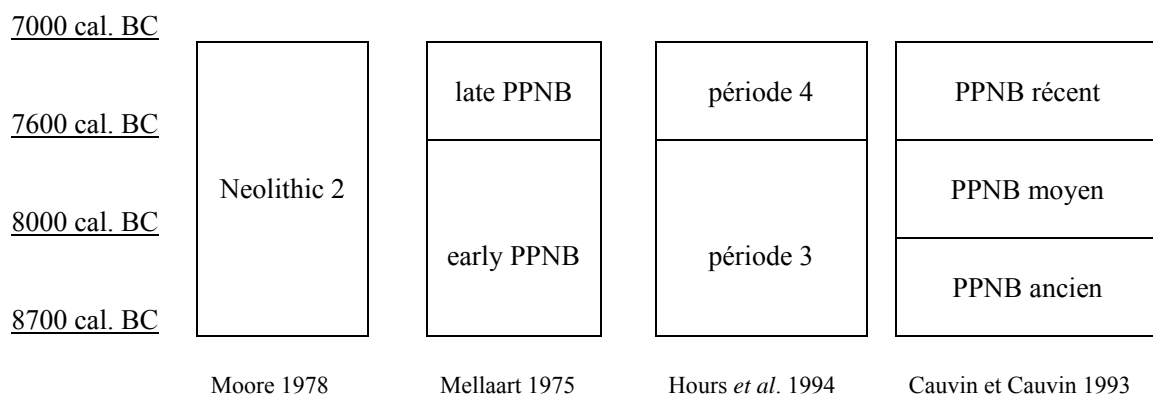 7000 cal. BC
7600 cal. BC
8000 cal. BC
8700 cal. BC
Neolithic 2
Moore 1978
late PPNB
early PPNB
Mellaart 1975
période 4
période 3
Hours et al. 1994
PPNB récent
PPNB moyen
PPNB ancien
Cauvin et Cauvin 1993